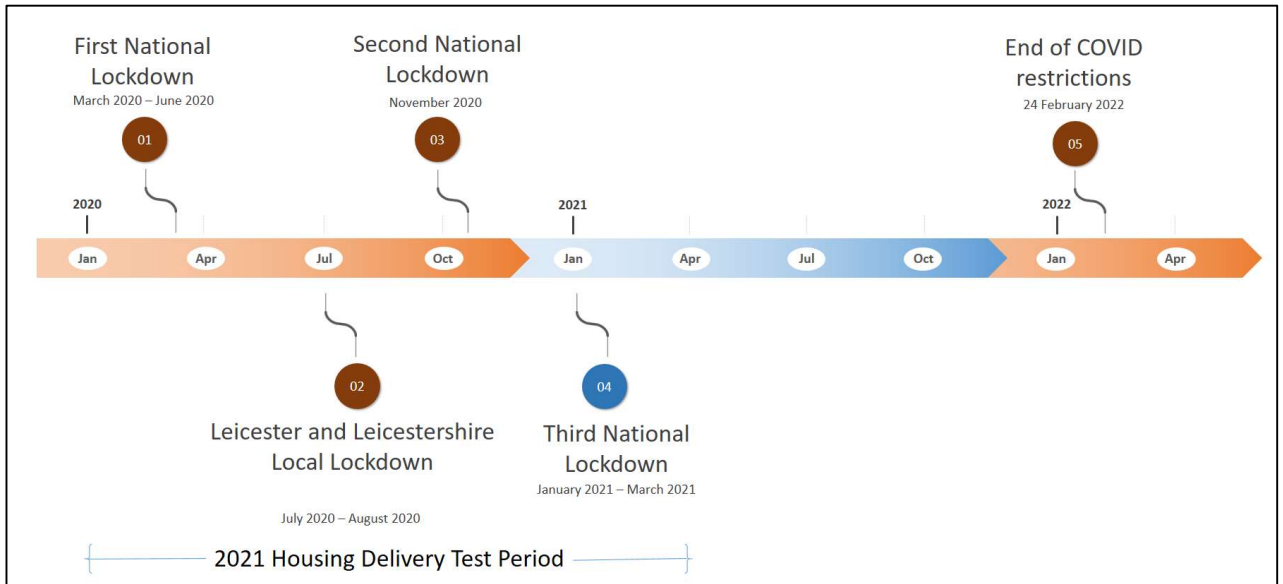 First National
Lockdown
March 2020 – June 2020
01
Second National
Lockdown
November 2020
03
End of COVID
restrictions
24 February 2022
05
2020
2021
2022
Jan
Apr
Jul
Oct
Jan
Apr
Jul
Oct
Jan
Apr
02
Leicester and Leicestershire
Local Lockdown
July 2020 – August 2020
04
Third National
Lockdown
January 2021 – March 2021
2021 Housing Delivery Test Period